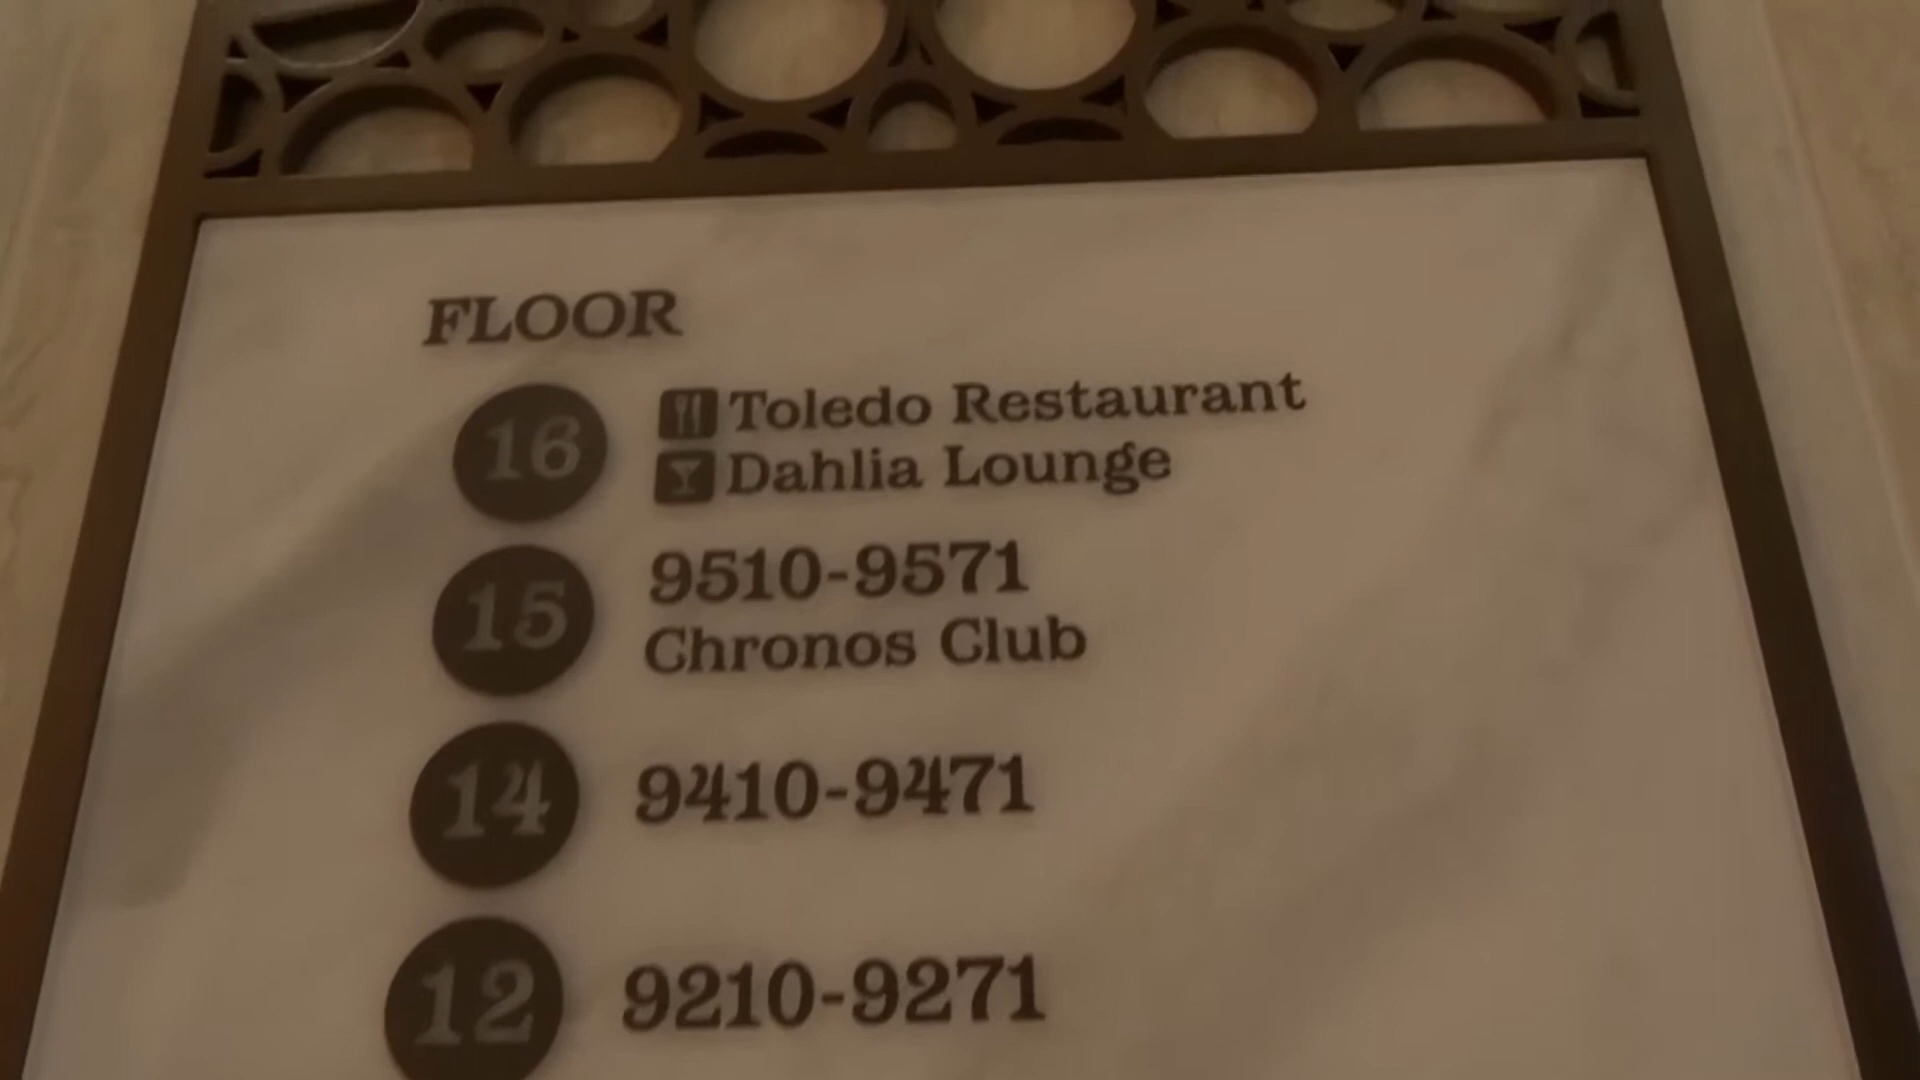 FLOOR
16 Toledo Restaurant
Dahlia Lounge
15 9510-9571
Chronos Club
14 9410-9471
12 9210-9271